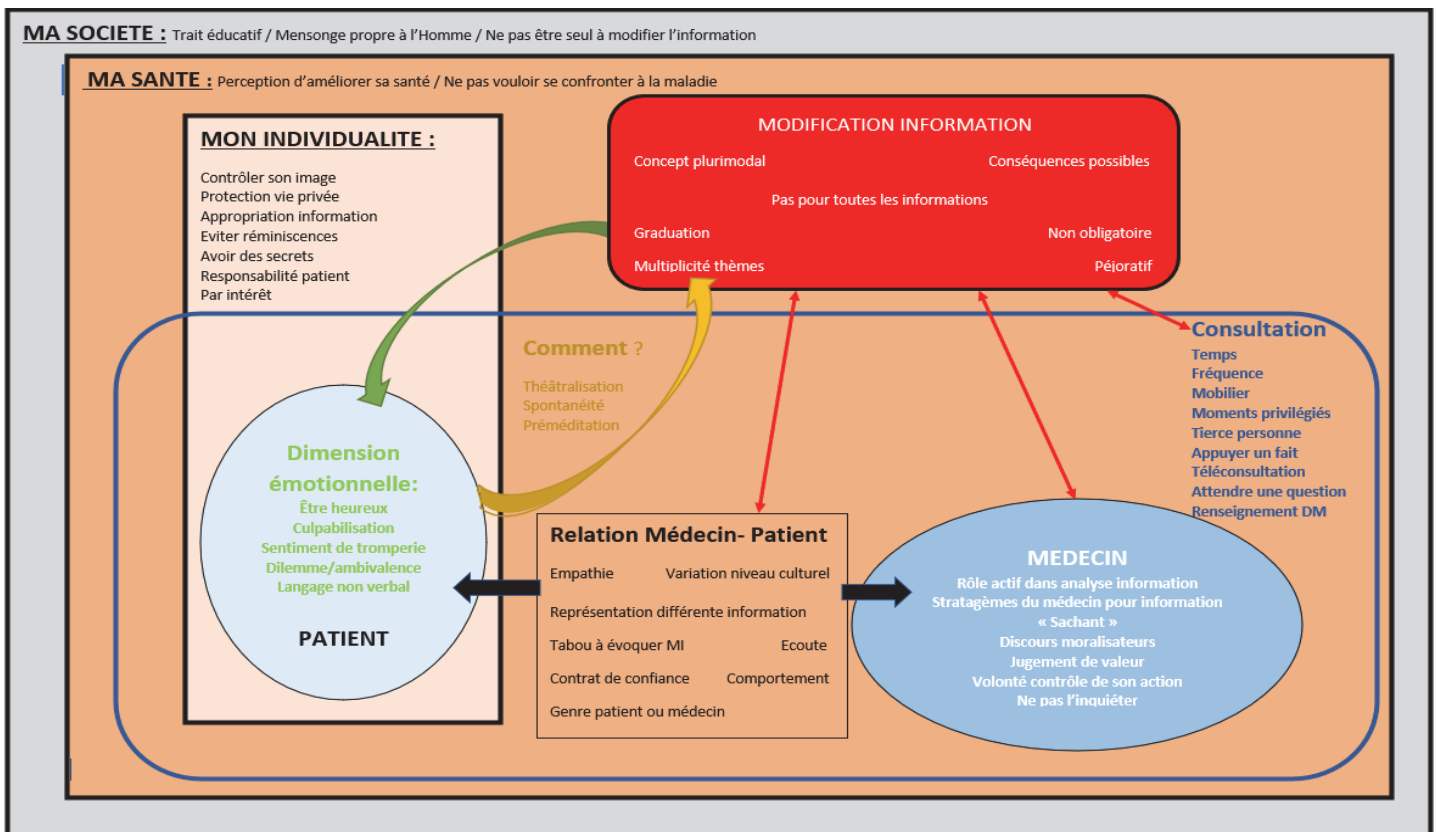 MA SOCIETE : Trait éducatif / Mensonge propre à l’Homme / Ne pas être seul à modifier l’information
MA SANTE : Perception d’améliorer sa santé / Ne pas vouloir se confronter à la maladie
MON INDIVIDUALITE :
Contrôler son image
Protection vie privée
Appropriation information
Eviter réminiscences
Avoir des secrets
Responsabilité patient
Par intérêt
MODIFICATION INFORMATION
Concept plurimodal Conséquences possibles
Pas pour toutes les informations
Graduation Non obligatoire
Multiplicité thèmes Péjoratif
Comment ?
Théâtralisation
Spontanéité
Préméditation
Consultation
Temps
Fréquence
Mobilier
Moments privilégiés
Tierce personne
Appuyer un fait
Téléconsultation
Attendre une question
Renseignement DM
Dimension
émotionnelle:
Être heureux
Culpabilisation
Sentiment de tromperie
Dilemme/ambivalence
Langage non verbal
PATIENT
Relation Médecin- Patient
Empathie Variation niveau culturel
Représentation différente information
Tabou à évoquer MI Ecoute
Contrat de confiance Comportement
Genre patient ou médecin
MEDECIN
Rôle actif dans analyse information
Stratagèmes du médecin pour information
« Sachant »
Discours moralisateurs
Jugement de valeur
Volonté contrôle de son action
Ne pas l’inquiéter